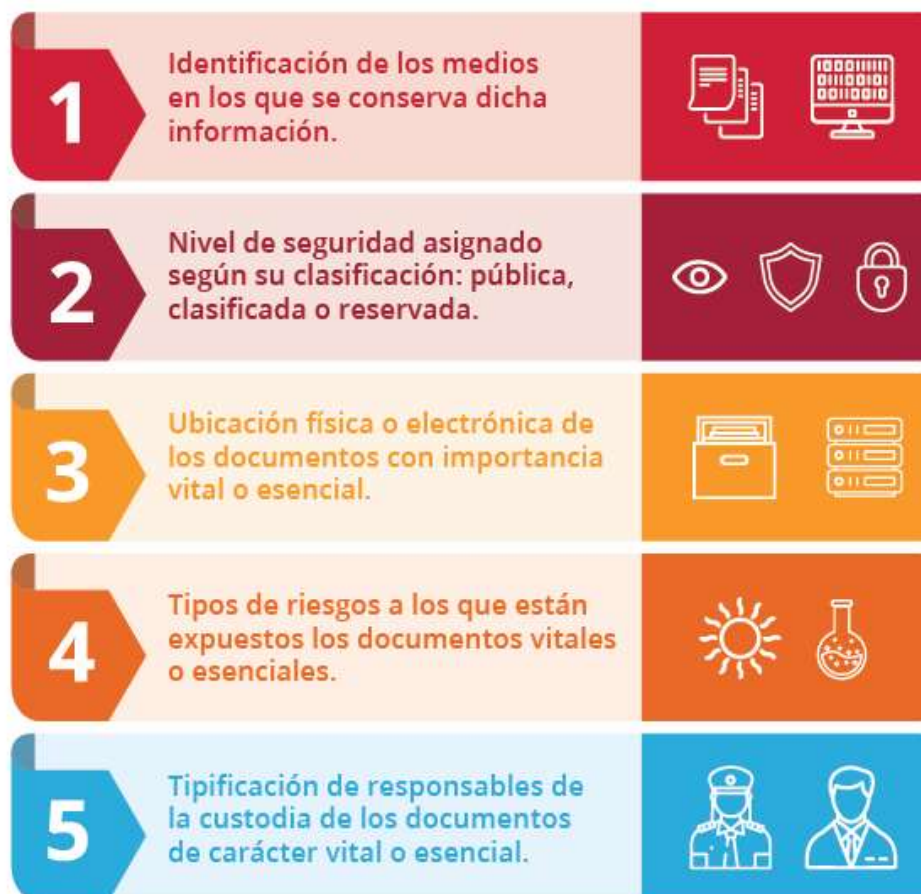 1
Identificación de los medios
en los que se conserva dicha
información.
2
Nivel de seguridad asignado
según su clasificación: pública,
clasificada o reservada.
3
Ubicación física o electrónica de
los documentos con importancia
vital o esencial.
4
Tipos de riesgos a los que están
expuestos los documentos vitales
o esenciales.
5
Tipificación de responsables de
la custodia de los documentos
de carácter vital o esencial.